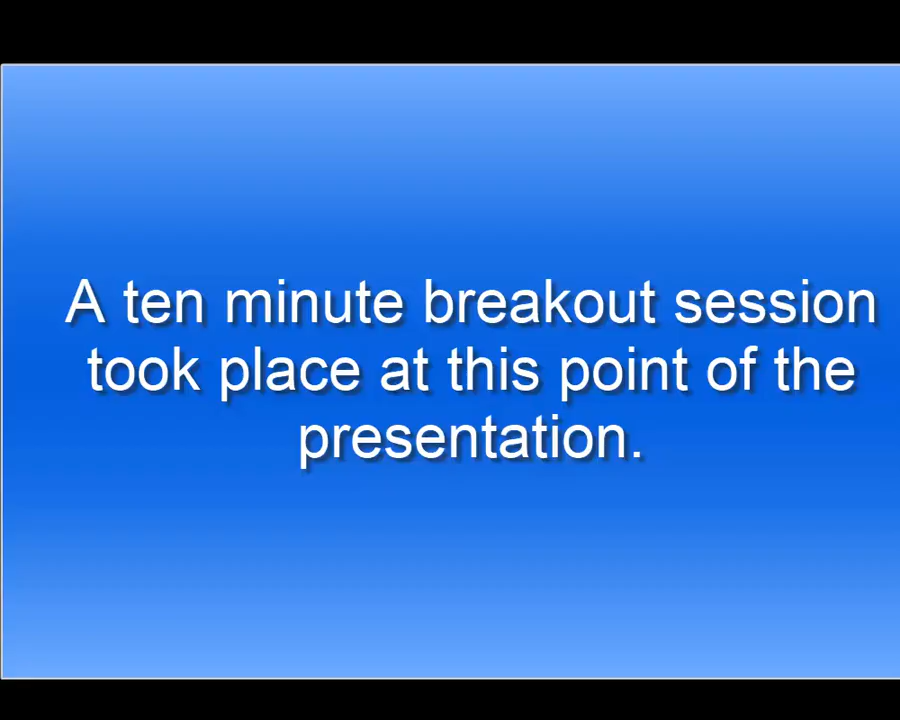 A ten minute breakout session
took place at this point of the
presentation.